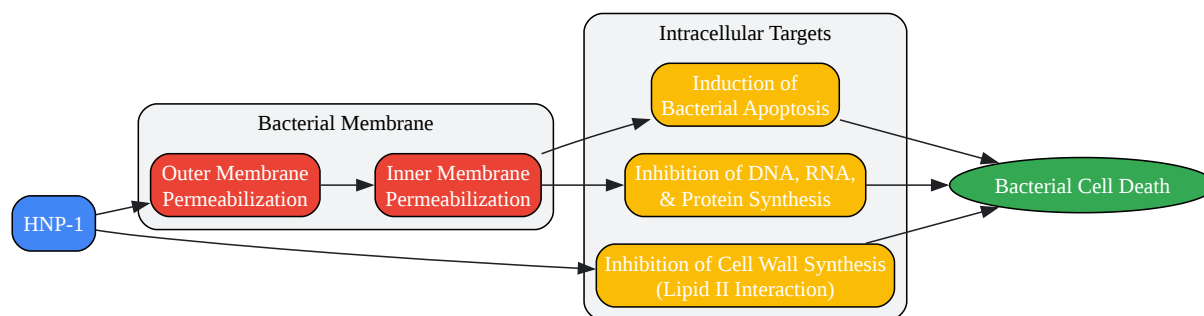 HNP-1
Bacterial Membrane
Outer Membrane
Permeabilization
Inner Membrane
Permeabilization
Intracellular Targets
Induction of
Bacterial Apoptosis
Inhibition of DNA, RNA,
& Protein Synthesis
Inhibition of Cell Wall Synthesis
(Lipid II Interaction)
Bacterial Cell Death